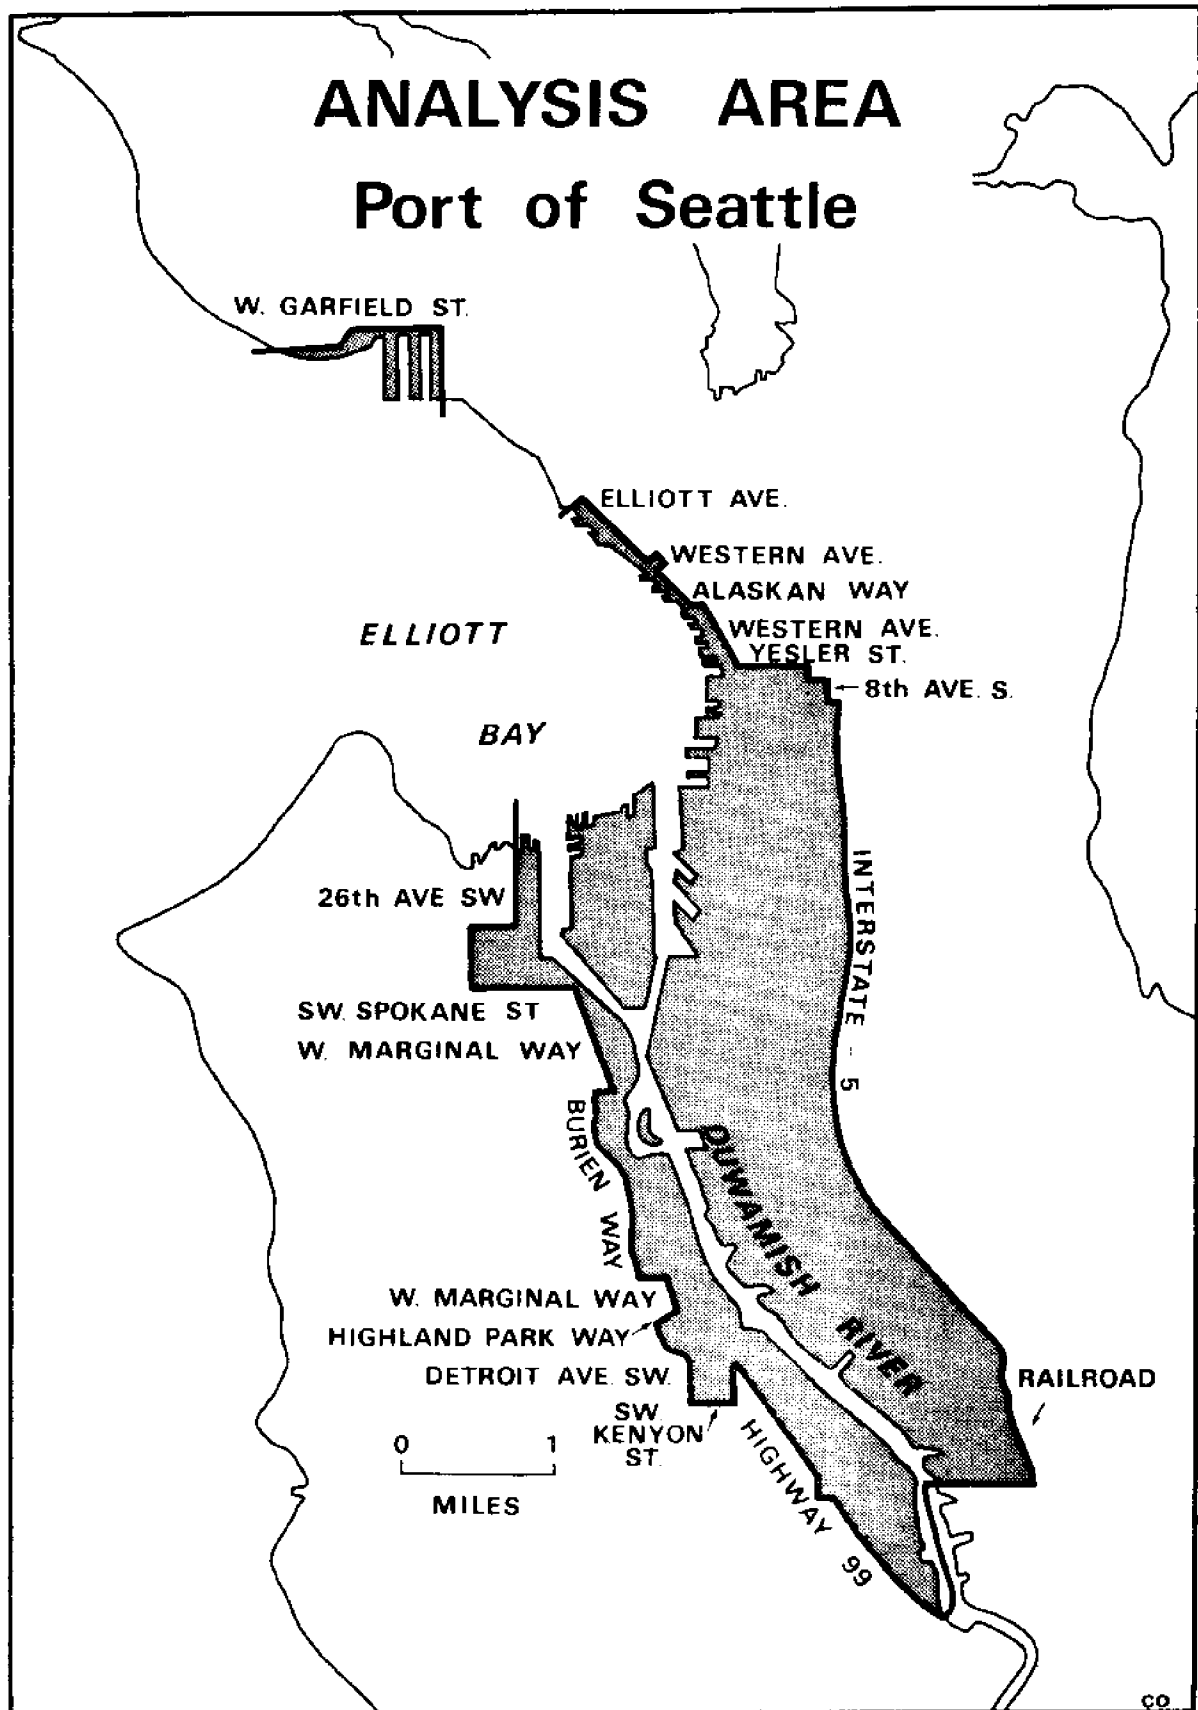 ANALYSIS AREA
Port of Seattle
W. GARFIELD ST.
ELLIOTT AVE.
WESTERN AVE.
ALASKAN WAY
WESTERN AVE.
YESLER ST.
8th AVE. S.
ELLIOTT
BAY
26th AVE SW
INTERSTATE - 5
SW. SPOKANE ST
W. MARGINAL WAY
BURIEN WAY
DUWAMISH RIVER
W. MARGINAL WAY
HIGHLAND PARK WAY
DETROIT AVE. SW.
RAILROAD
SW.
KENYON
ST.
HIGHWAY 99
0 1
MILES
CO